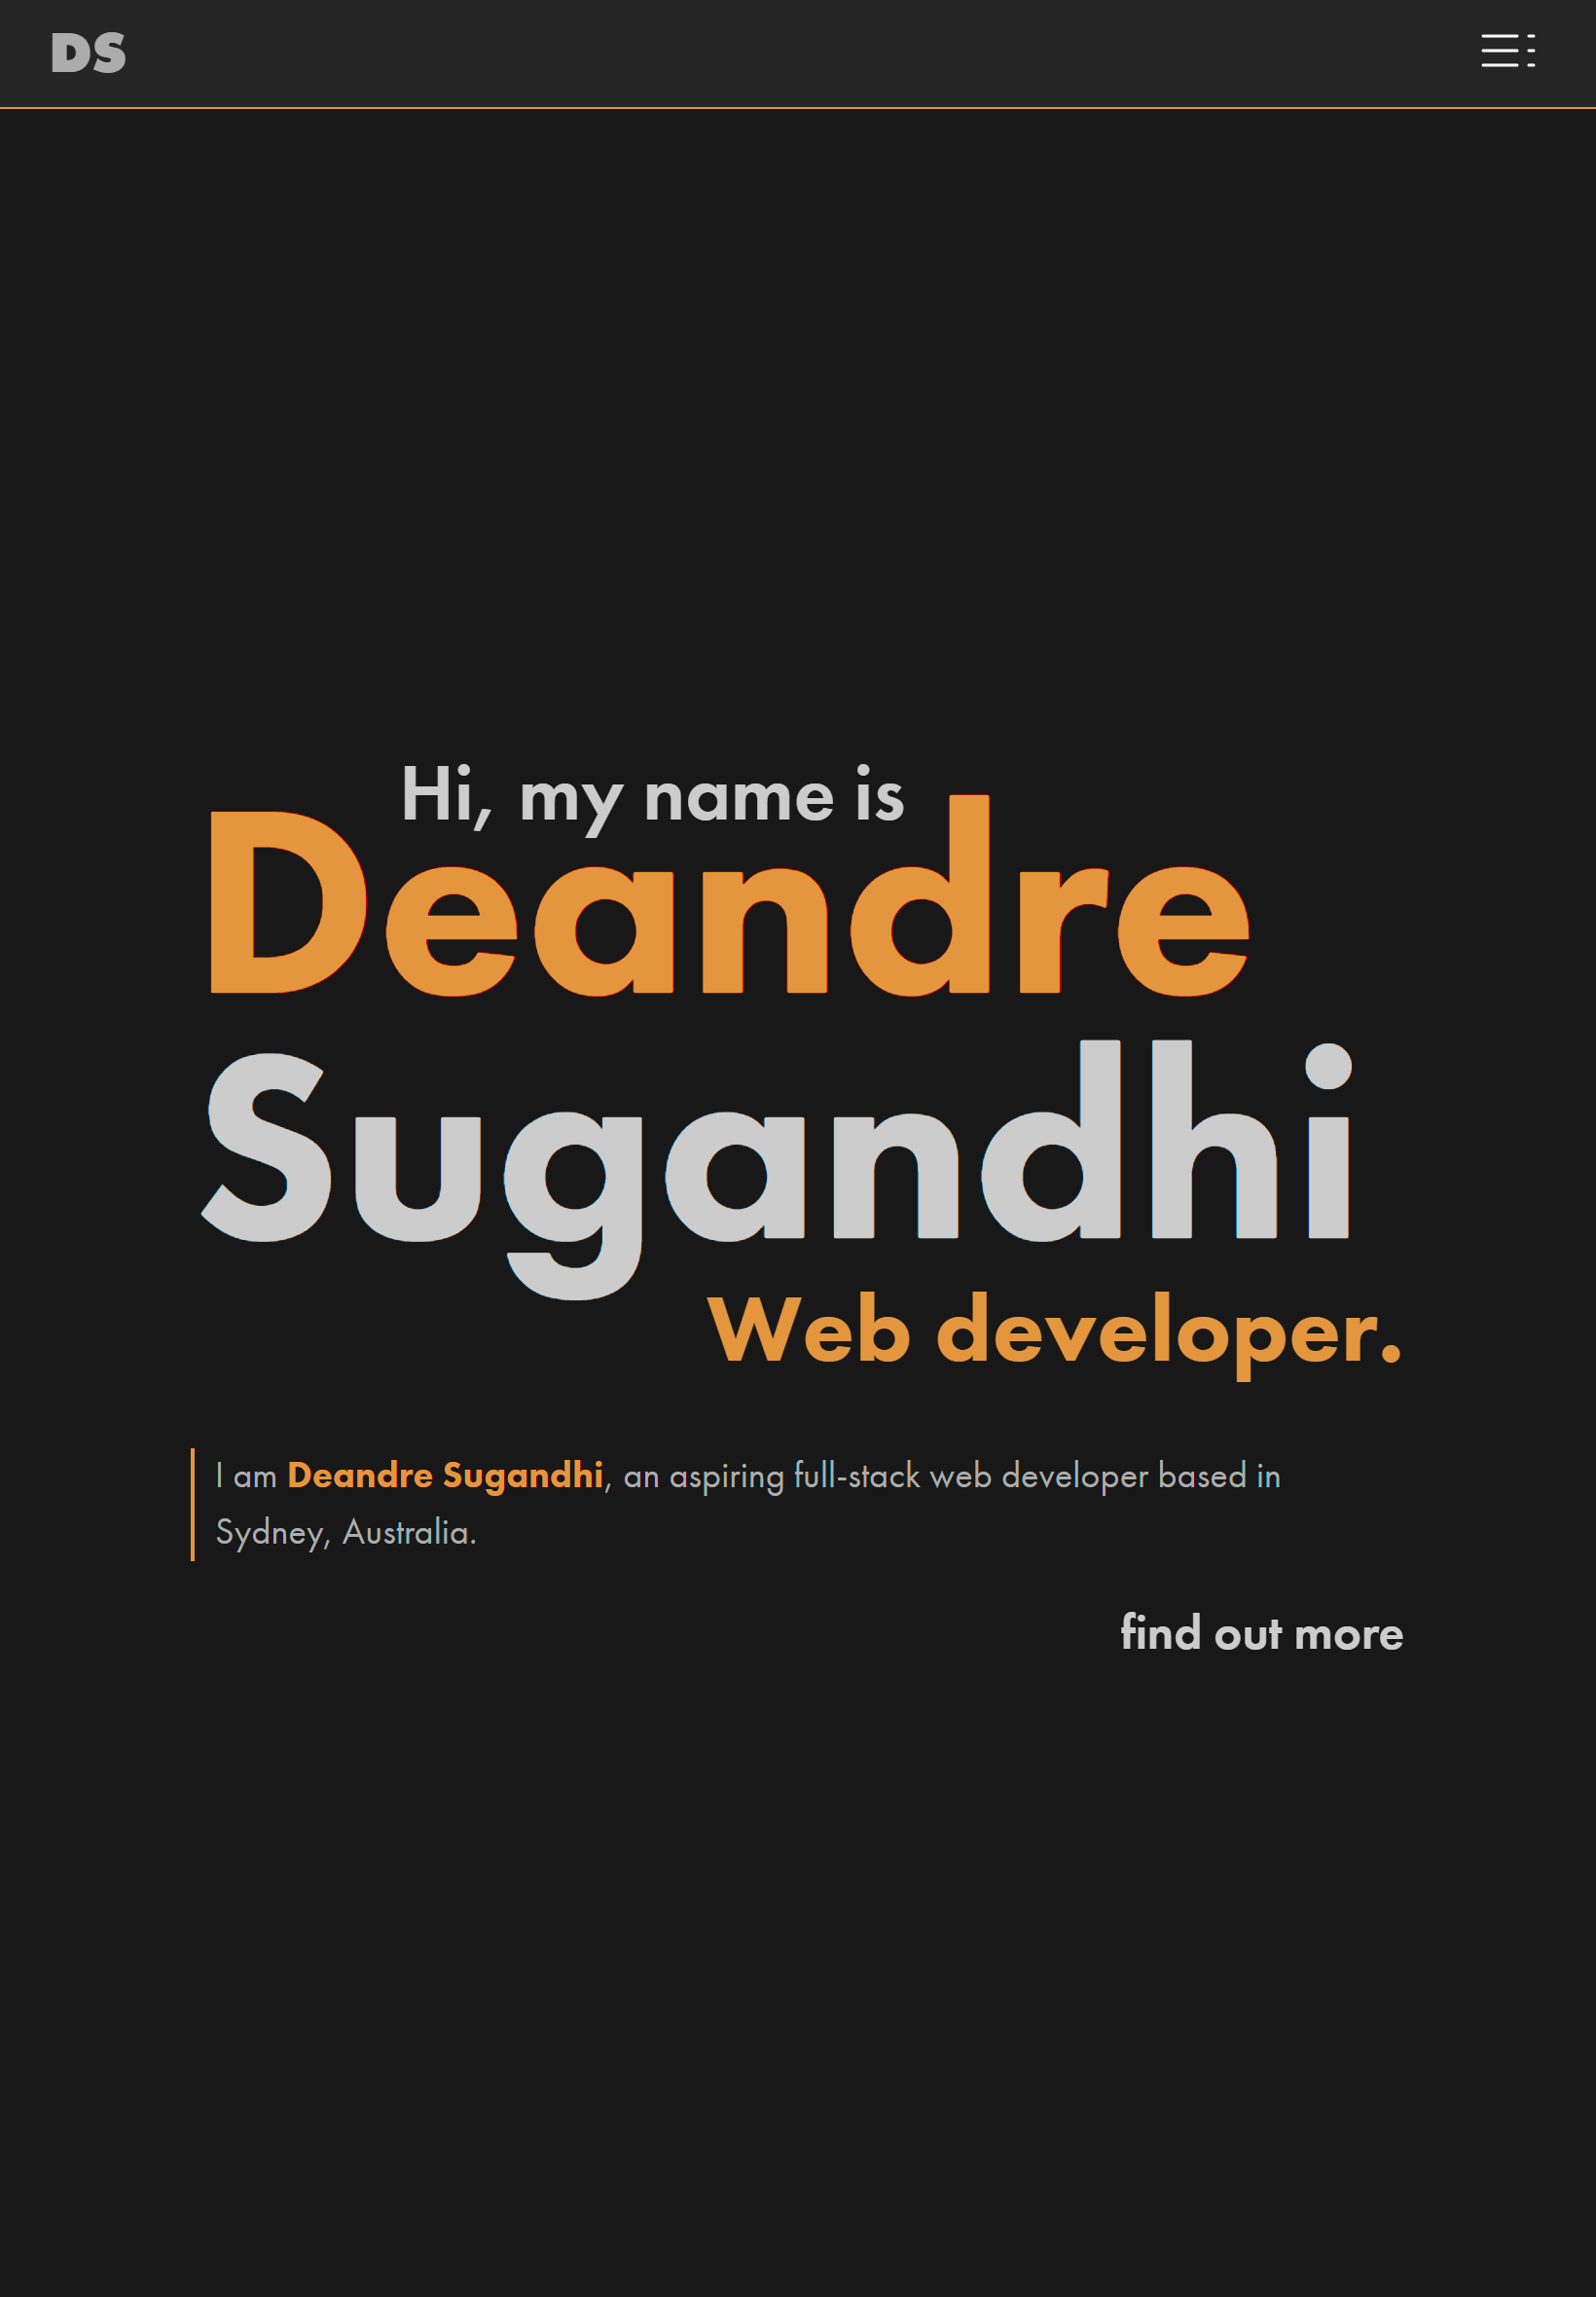 DS
Hi, my name is
Deandre
Sugandhi
Web developer.
I am Deandre Sugandhi, an aspiring full-stack web developer based in
Sydney, Australia.
find out more